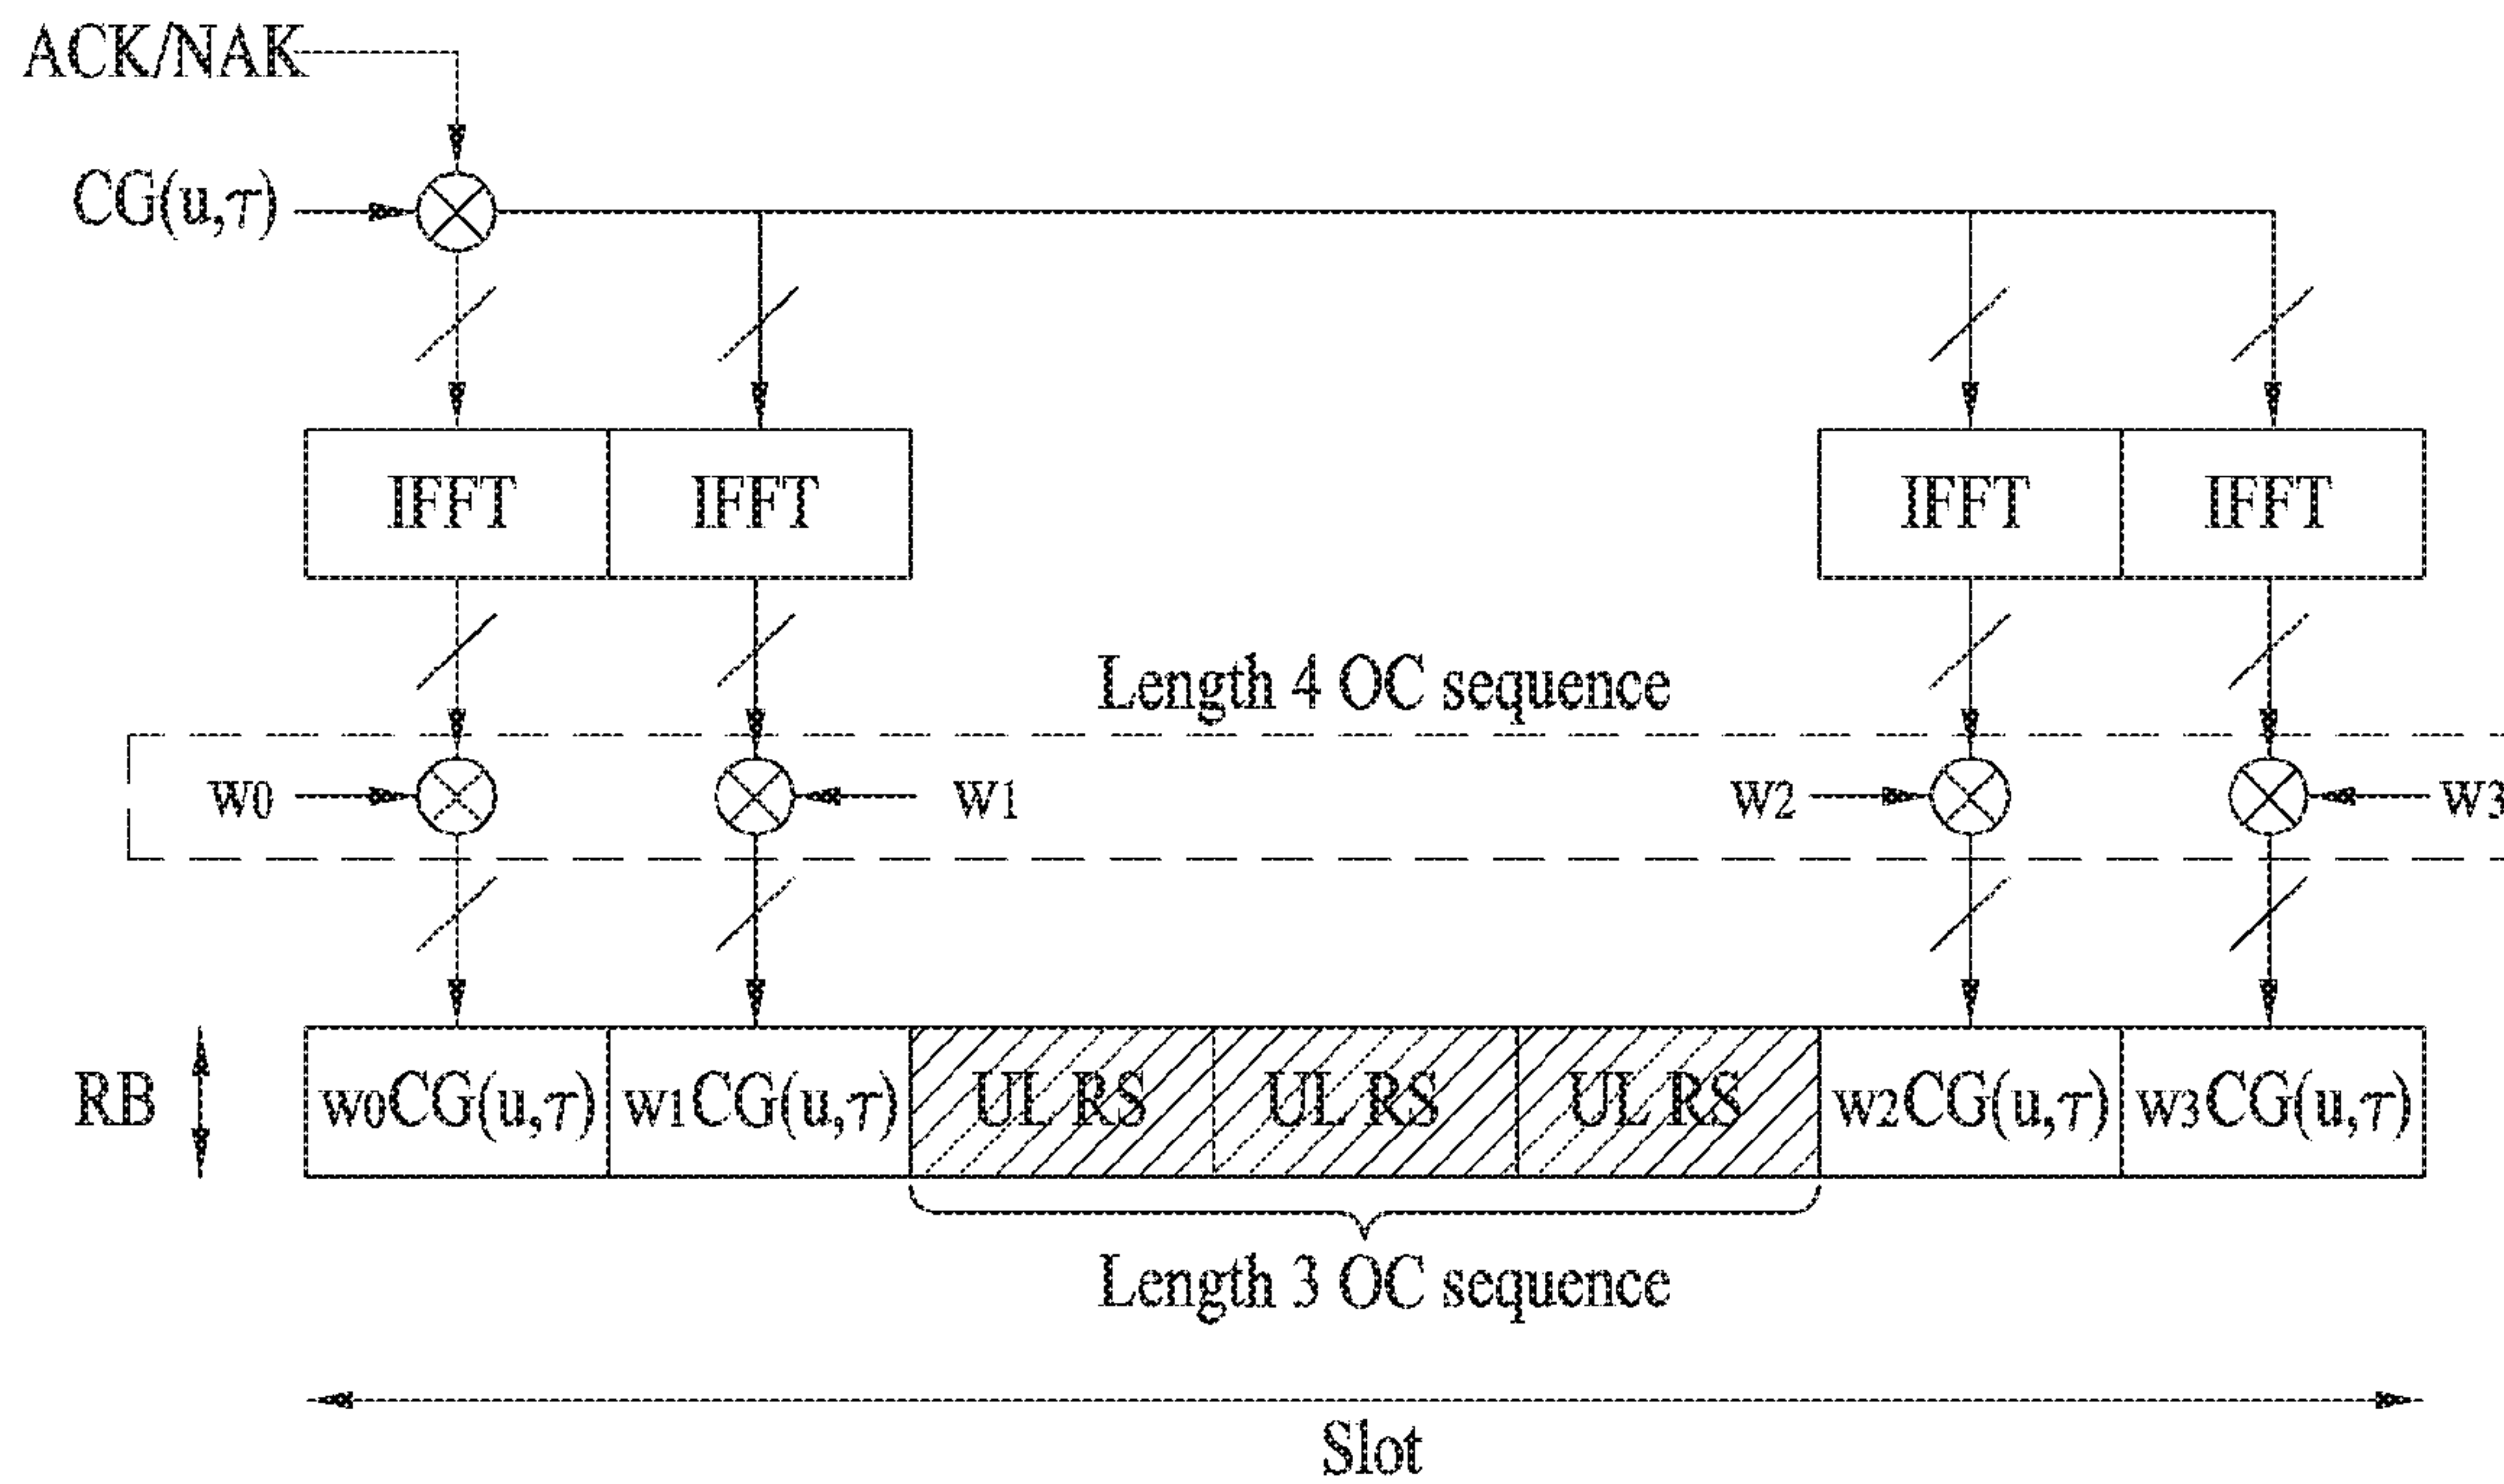 ACK/NAK
CG(u,τ)
IFFT IFFT IFFT IFFT
Length 4 OC sequence
w0 w1 w2 w3
RB w0CG(u,τ) w1CG(u,τ) UL RS UL RS UL RS w2CG(u,τ) w3CG(u,τ)
Length 3 OC sequence
Slot